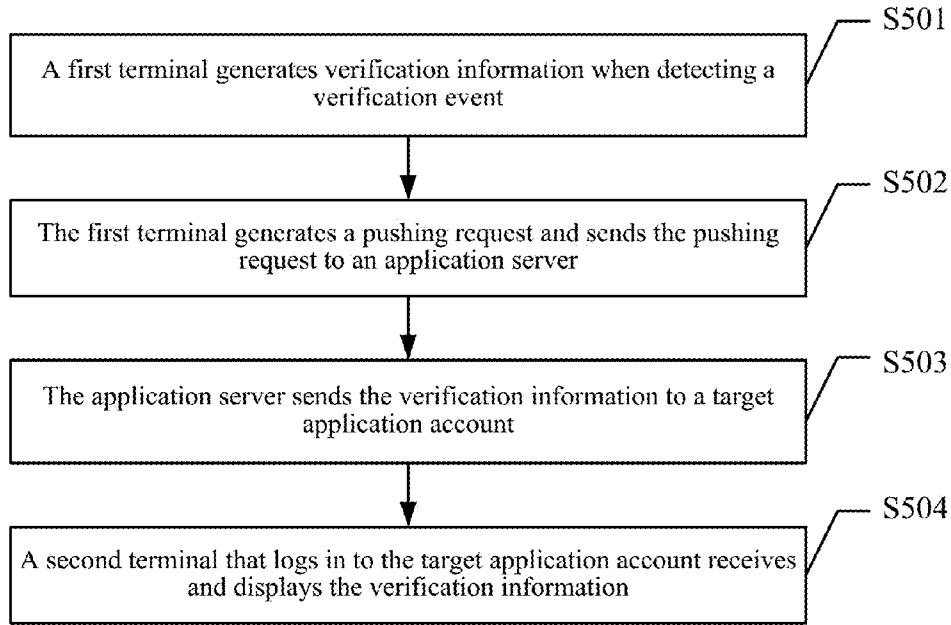 S501
A first terminal generates verification information when detecting a
verification event
S502
The first terminal generates a pushing request and sends the pushing
request to an application server
S503
The application server sends the verification information to a target
application account
S504
A second terminal that logs in to the target application account receives
and displays the verification information